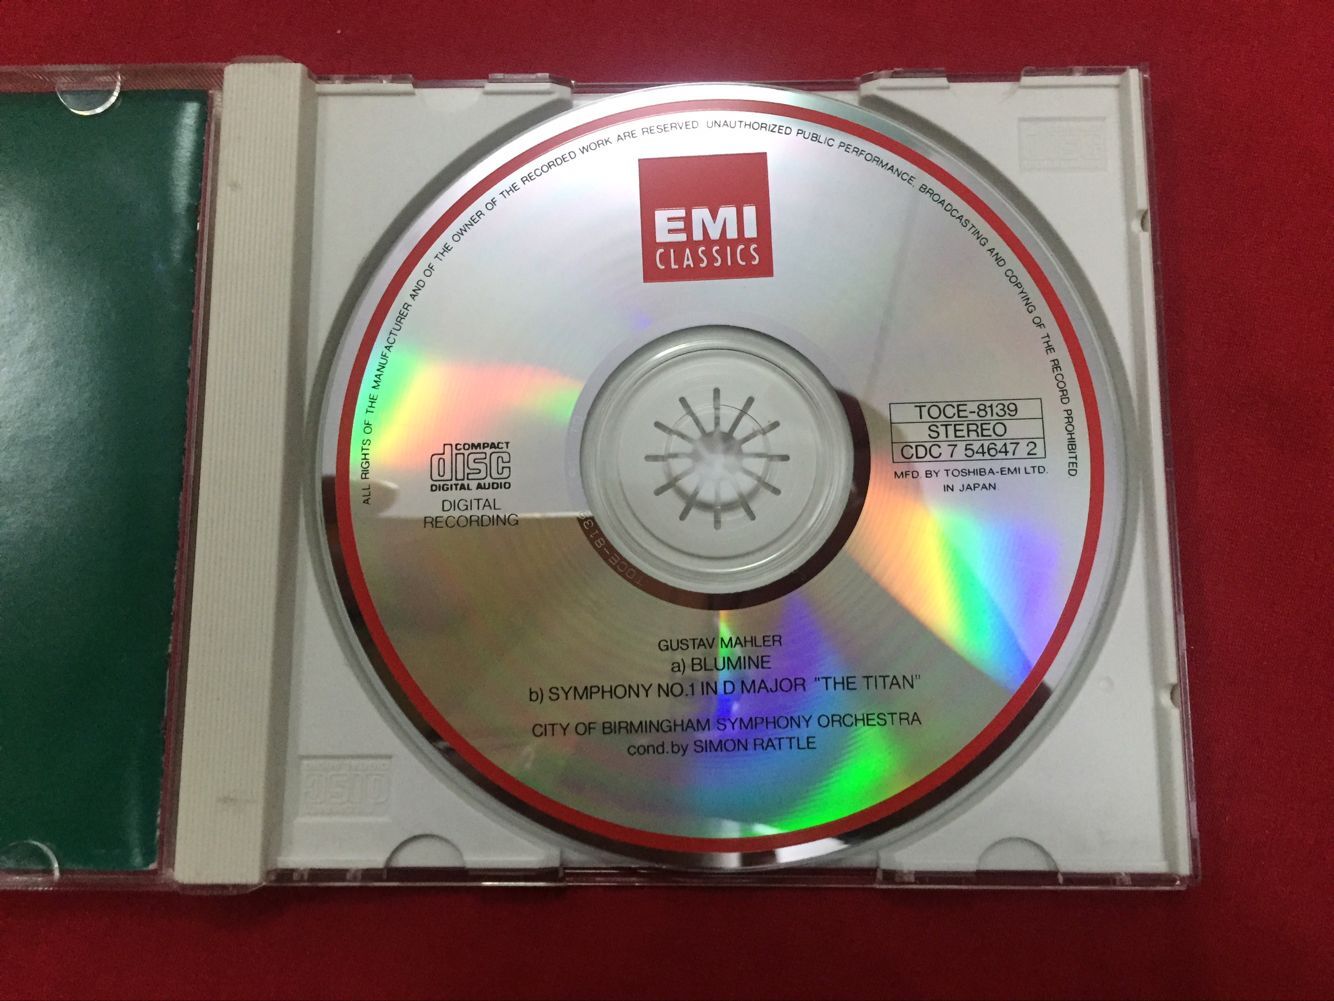 ALL RIGHTS OF THE MANUFACTURER AND OF THE OWNER OF THE RECORDED WORK ARE RESERVED. UNAUTHORIZED PUBLIC PERFORMANCE, BROADCASTING AND COPYING OF THE RECORD PROHIBITED.
EMI
CLASSICS
COMPACT
disc
DIGITAL AUDIO
DIGITAL
RECORDING
TOCE-8139
STEREO
CDC 7 54647 2
MFD. BY TOSHIBA-EMI LTD.
IN JAPAN
GUSTAV MAHLER
a) BLUMINE
b) SYMPHONY NO.1 IN D MAJOR "THE TITAN"
CITY OF BIRMINGHAM SYMPHONY ORCHESTRA
cond.by SIMON RATTLE
disc